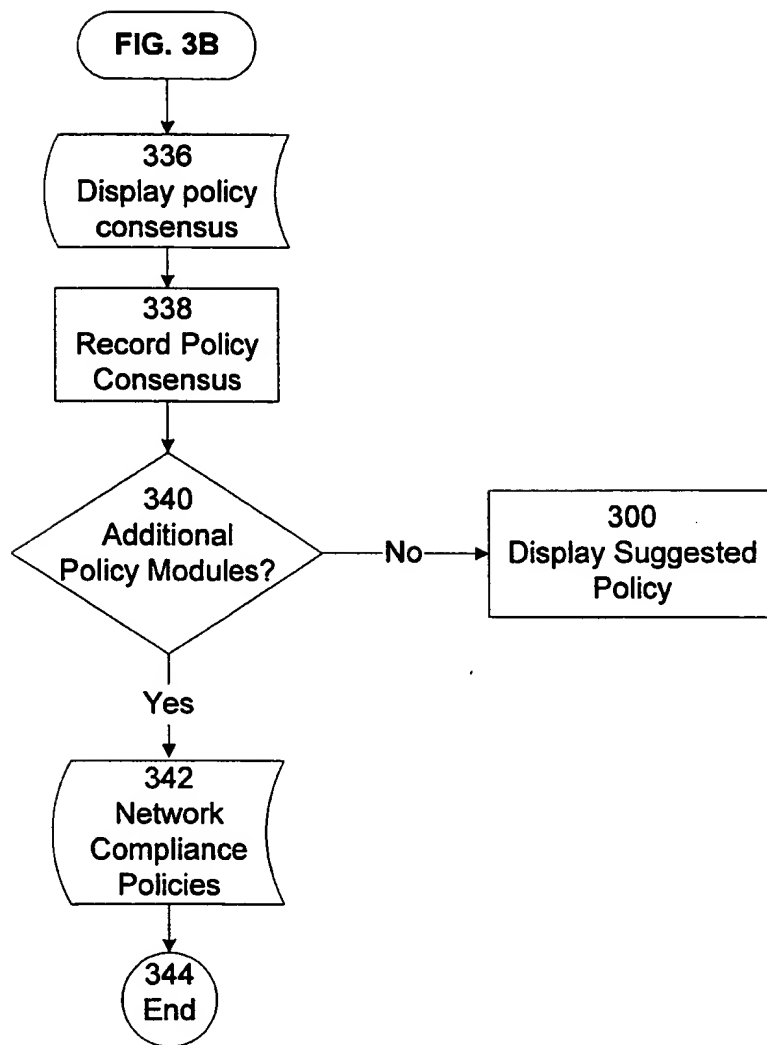 FIG. 3B
336
Display policy
consensus
338
Record Policy
Consensus
340
Additional
Policy Modules?
No
300
Display Suggested
Policy
Yes
342
Network
Compliance
Policies
344
End